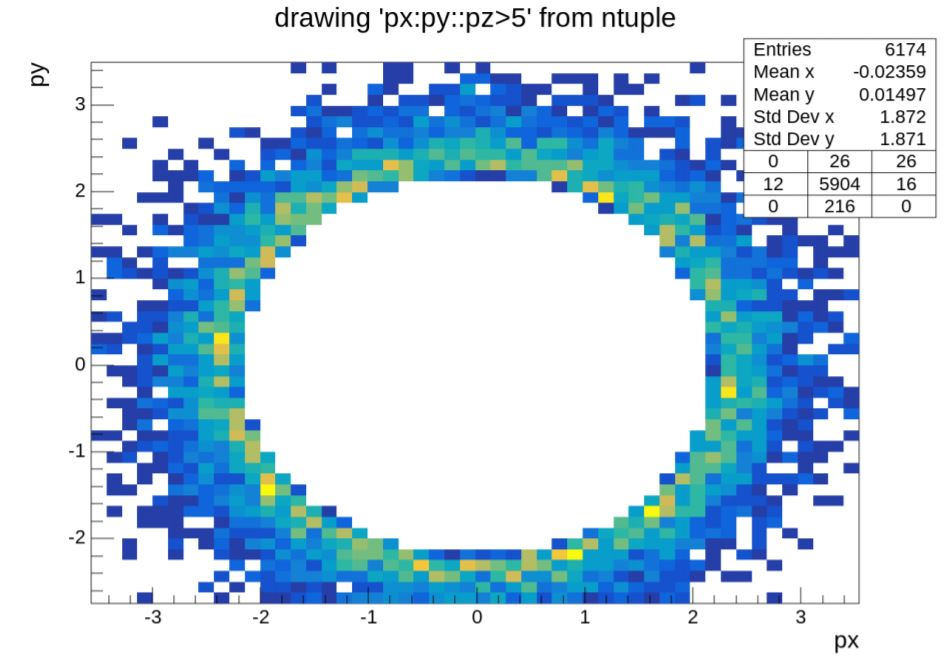 drawing 'px:py::pz>5' from ntuple
Entries 6174
Mean x -0.02359
Mean y 0.01497
Std Dev x 1.872
Std Dev y 1.871
0 26 26
12 5904 16
0 216 0
py
3
2
1
0
-1
-2
-3 -2 -1 0 1 2 3
px